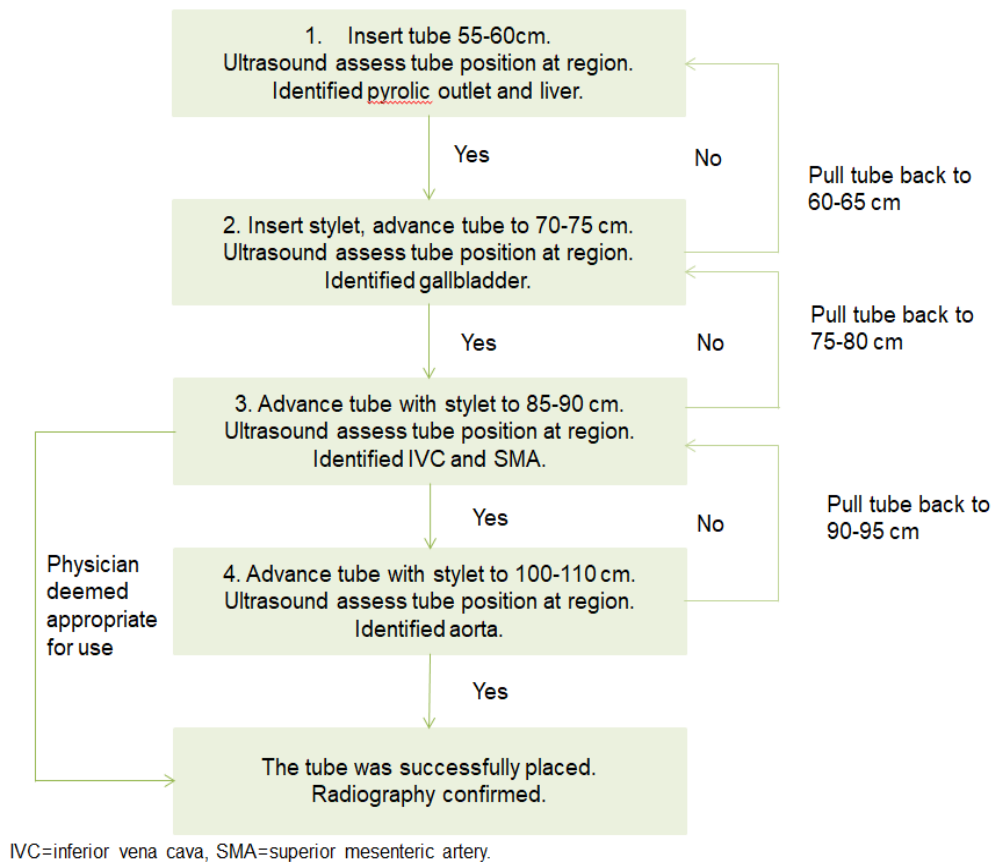 1. Insert tube 55-60cm.
Ultrasound assess tube position at region.
Identified pyrolic outlet and liver.
Yes
No
Pull tube back to
60-65 cm
2. Insert stylet, advance tube to 70-75 cm.
Ultrasound assess tube position at region.
Identified gallbladder.
Yes
No
Pull tube back to
75-80 cm
3. Advance tube with stylet to 85-90 cm.
Ultrasound assess tube position at region.
Identified IVC and SMA.
Yes
No
Pull tube back to
90-95 cm
Physician
deemed
appropriate
for use
4. Advance tube with stylet to 100-110 cm.
Ultrasound assess tube position at region.
Identified aorta.
Yes
The tube was successfully placed.
Radiography confirmed.
IVC=inferior vena cava, SMA=superior mesenteric artery.